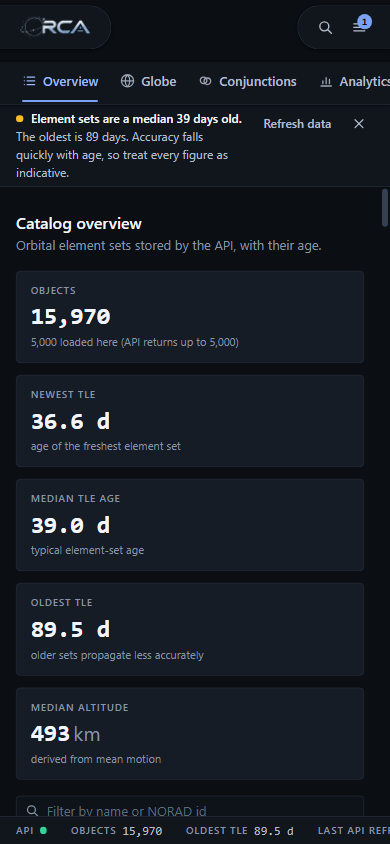 ORCA
1
Overview Globe Conjunctions Analytics
Element sets are a median 39 days old.
The oldest is 89 days. Accuracy falls
quickly with age, so treat every figure as
indicative.
Refresh data
Catalog overview
Orbital element sets stored by the API, with their age.
OBJECTS
15,970
5,000 loaded here (API returns up to 5,000)
NEWEST TLE
36.6 d
age of the freshest element set
MEDIAN TLE AGE
39.0 d
typical element-set age
OLDEST TLE
89.5 d
older sets propagate less accurately
MEDIAN ALTITUDE
493 km
derived from mean motion
Filter by name or NORAD id
API OBJECTS 15,970 OLDEST TLE 89.5 d LAST API REF